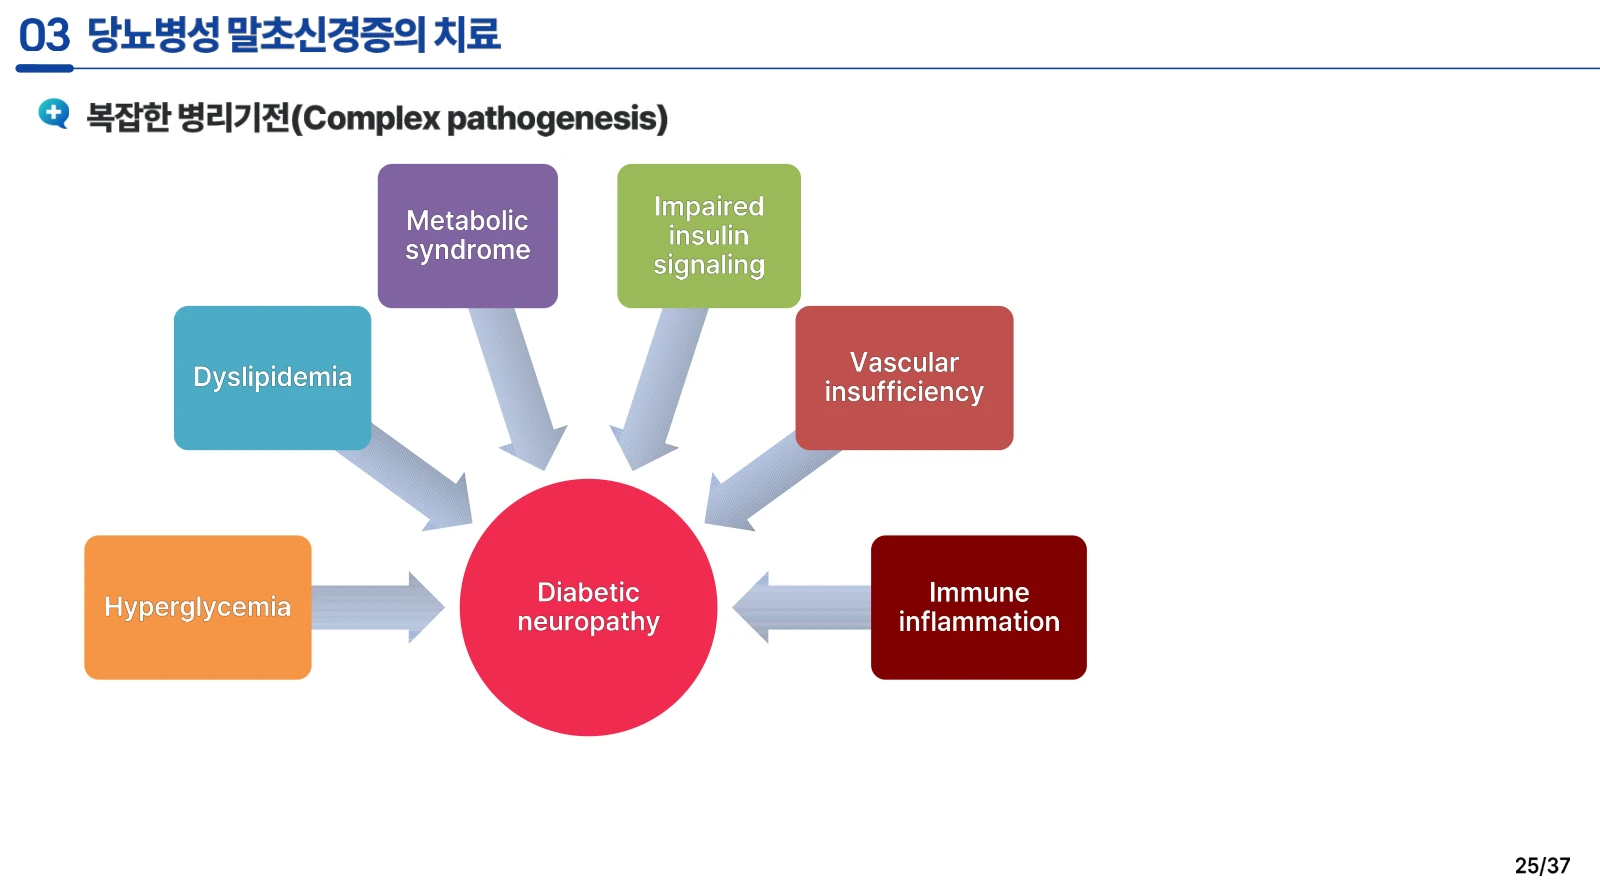 03 당뇨병성 말초신경증의 치료
복잡한 병리기전(Complex pathogenesis)
Metabolic
syndrome
Impaired
insulin
signaling
Dyslipidemia
Vascular
insufficiency
Hyperglycemia
Diabetic
neuropathy
Immune
inflammation
25/37